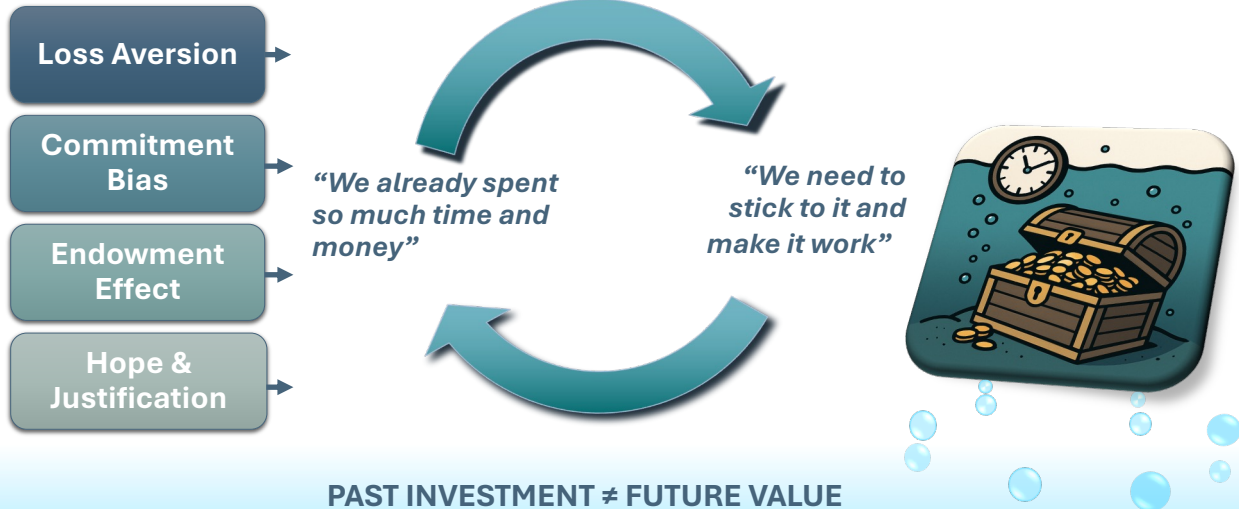 Loss Aversion
Commitment
Bias
Endowment
Effect
Hope &
Justification
“We already spent
so much time and
money”
“We need to
stick to it and
make it work”
PAST INVESTMENT ≠ FUTURE VALUE